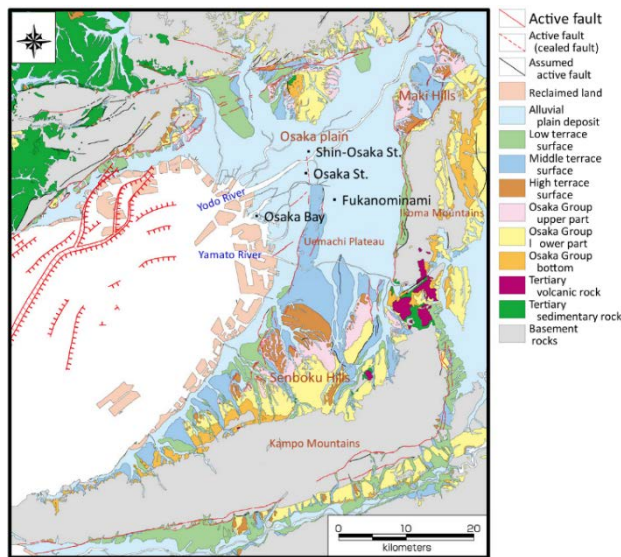 Osaka plain
Maki Hills
Shin-Osaka St.
Osaka St.
Yodo River
Fukanominami
Ikoma Mountains
Osaka Bay
Uemachi Plateau
Yamato River
Senboku Hills
Kampo Mountains
0 10 20
kilometers
Active fault
Active fault
(cealed fault)
Assumed
active fault
Reclaimed land
Alluvial
plain deposit
Low terrace
surface
Middle terrace
surface
High terrace
surface
Osaka Group
upper part
Osaka Group
l ower part
Osaka Group
bottom
Tertiary
volcanic rock
Tertiary
sedimentary rock
Basement
rocks